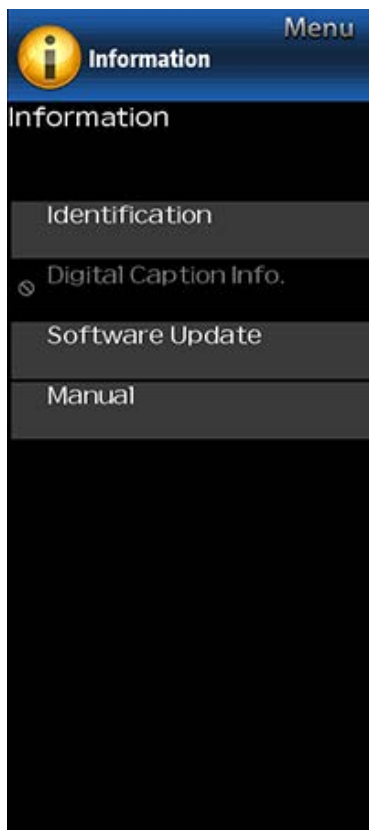 Menu
Information
Information
Identification
Digital Caption Info.
Software Update
Manual